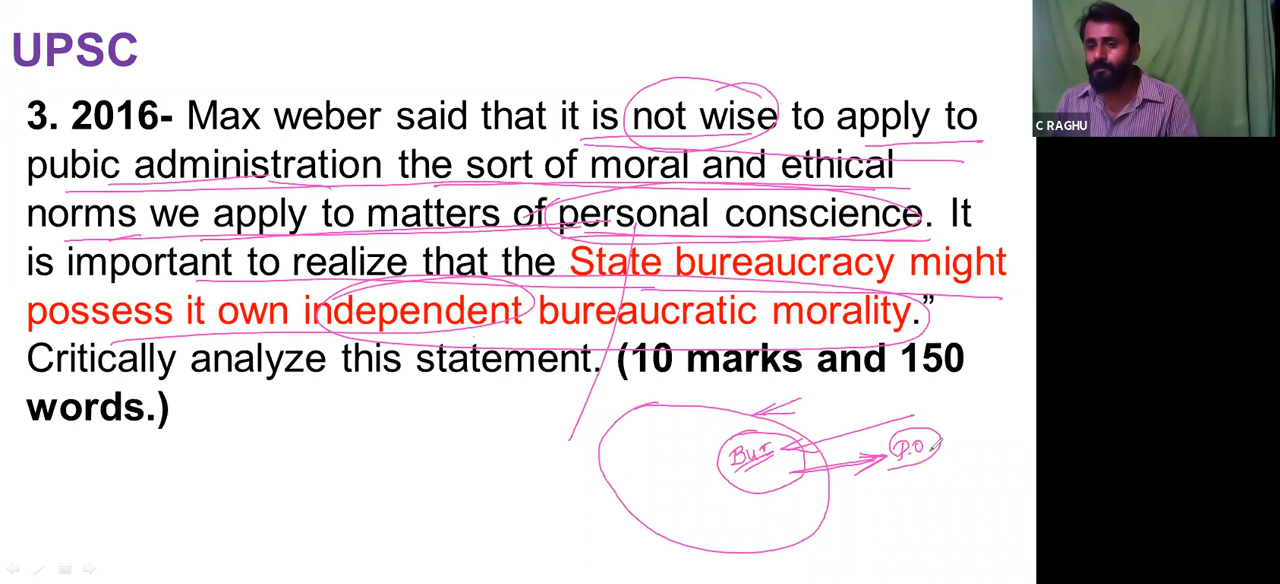 UPSC
3. 2016- Max weber said that it is not wise to apply to
pubic administration the sort of moral and ethical
norms we apply to matters of personal conscience. It
is important to realize that the State bureaucracy might
possess it own independent bureaucratic morality.”
Critically analyze this statement. (10 marks and 150
words.)
But
P.O
C RAGHU